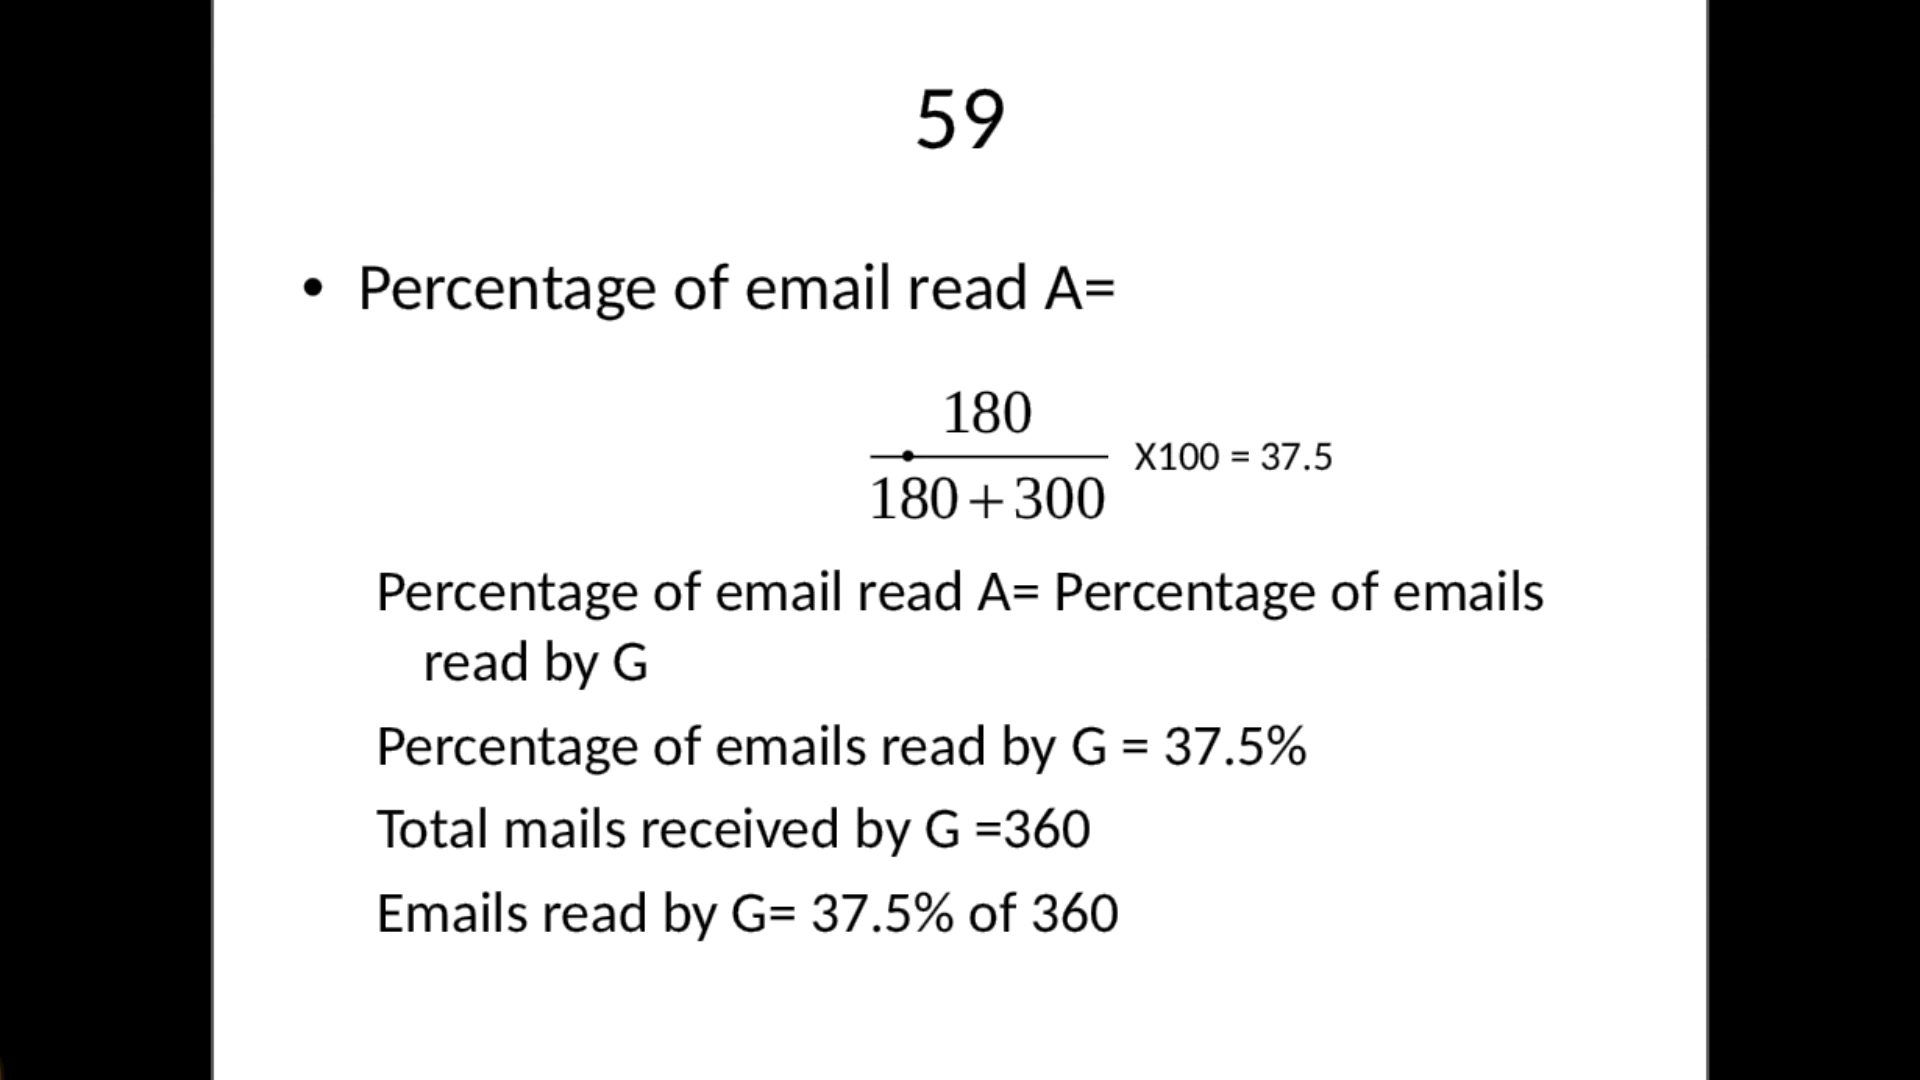 59
• Percentage of email read A=
180
180+300
X100 = 37.5
Percentage of email read A= Percentage of emails
read by G
Percentage of emails read by G = 37.5%
Total mails received by G =360
Emails read by G= 37.5% of 360